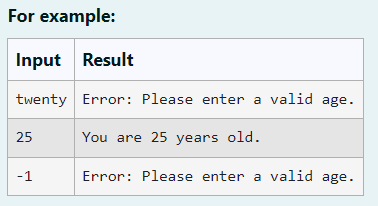 For example:
Input Result
twenty Error: Please enter a valid age.
25 You are 25 years old.
-1 Error: Please enter a valid age.